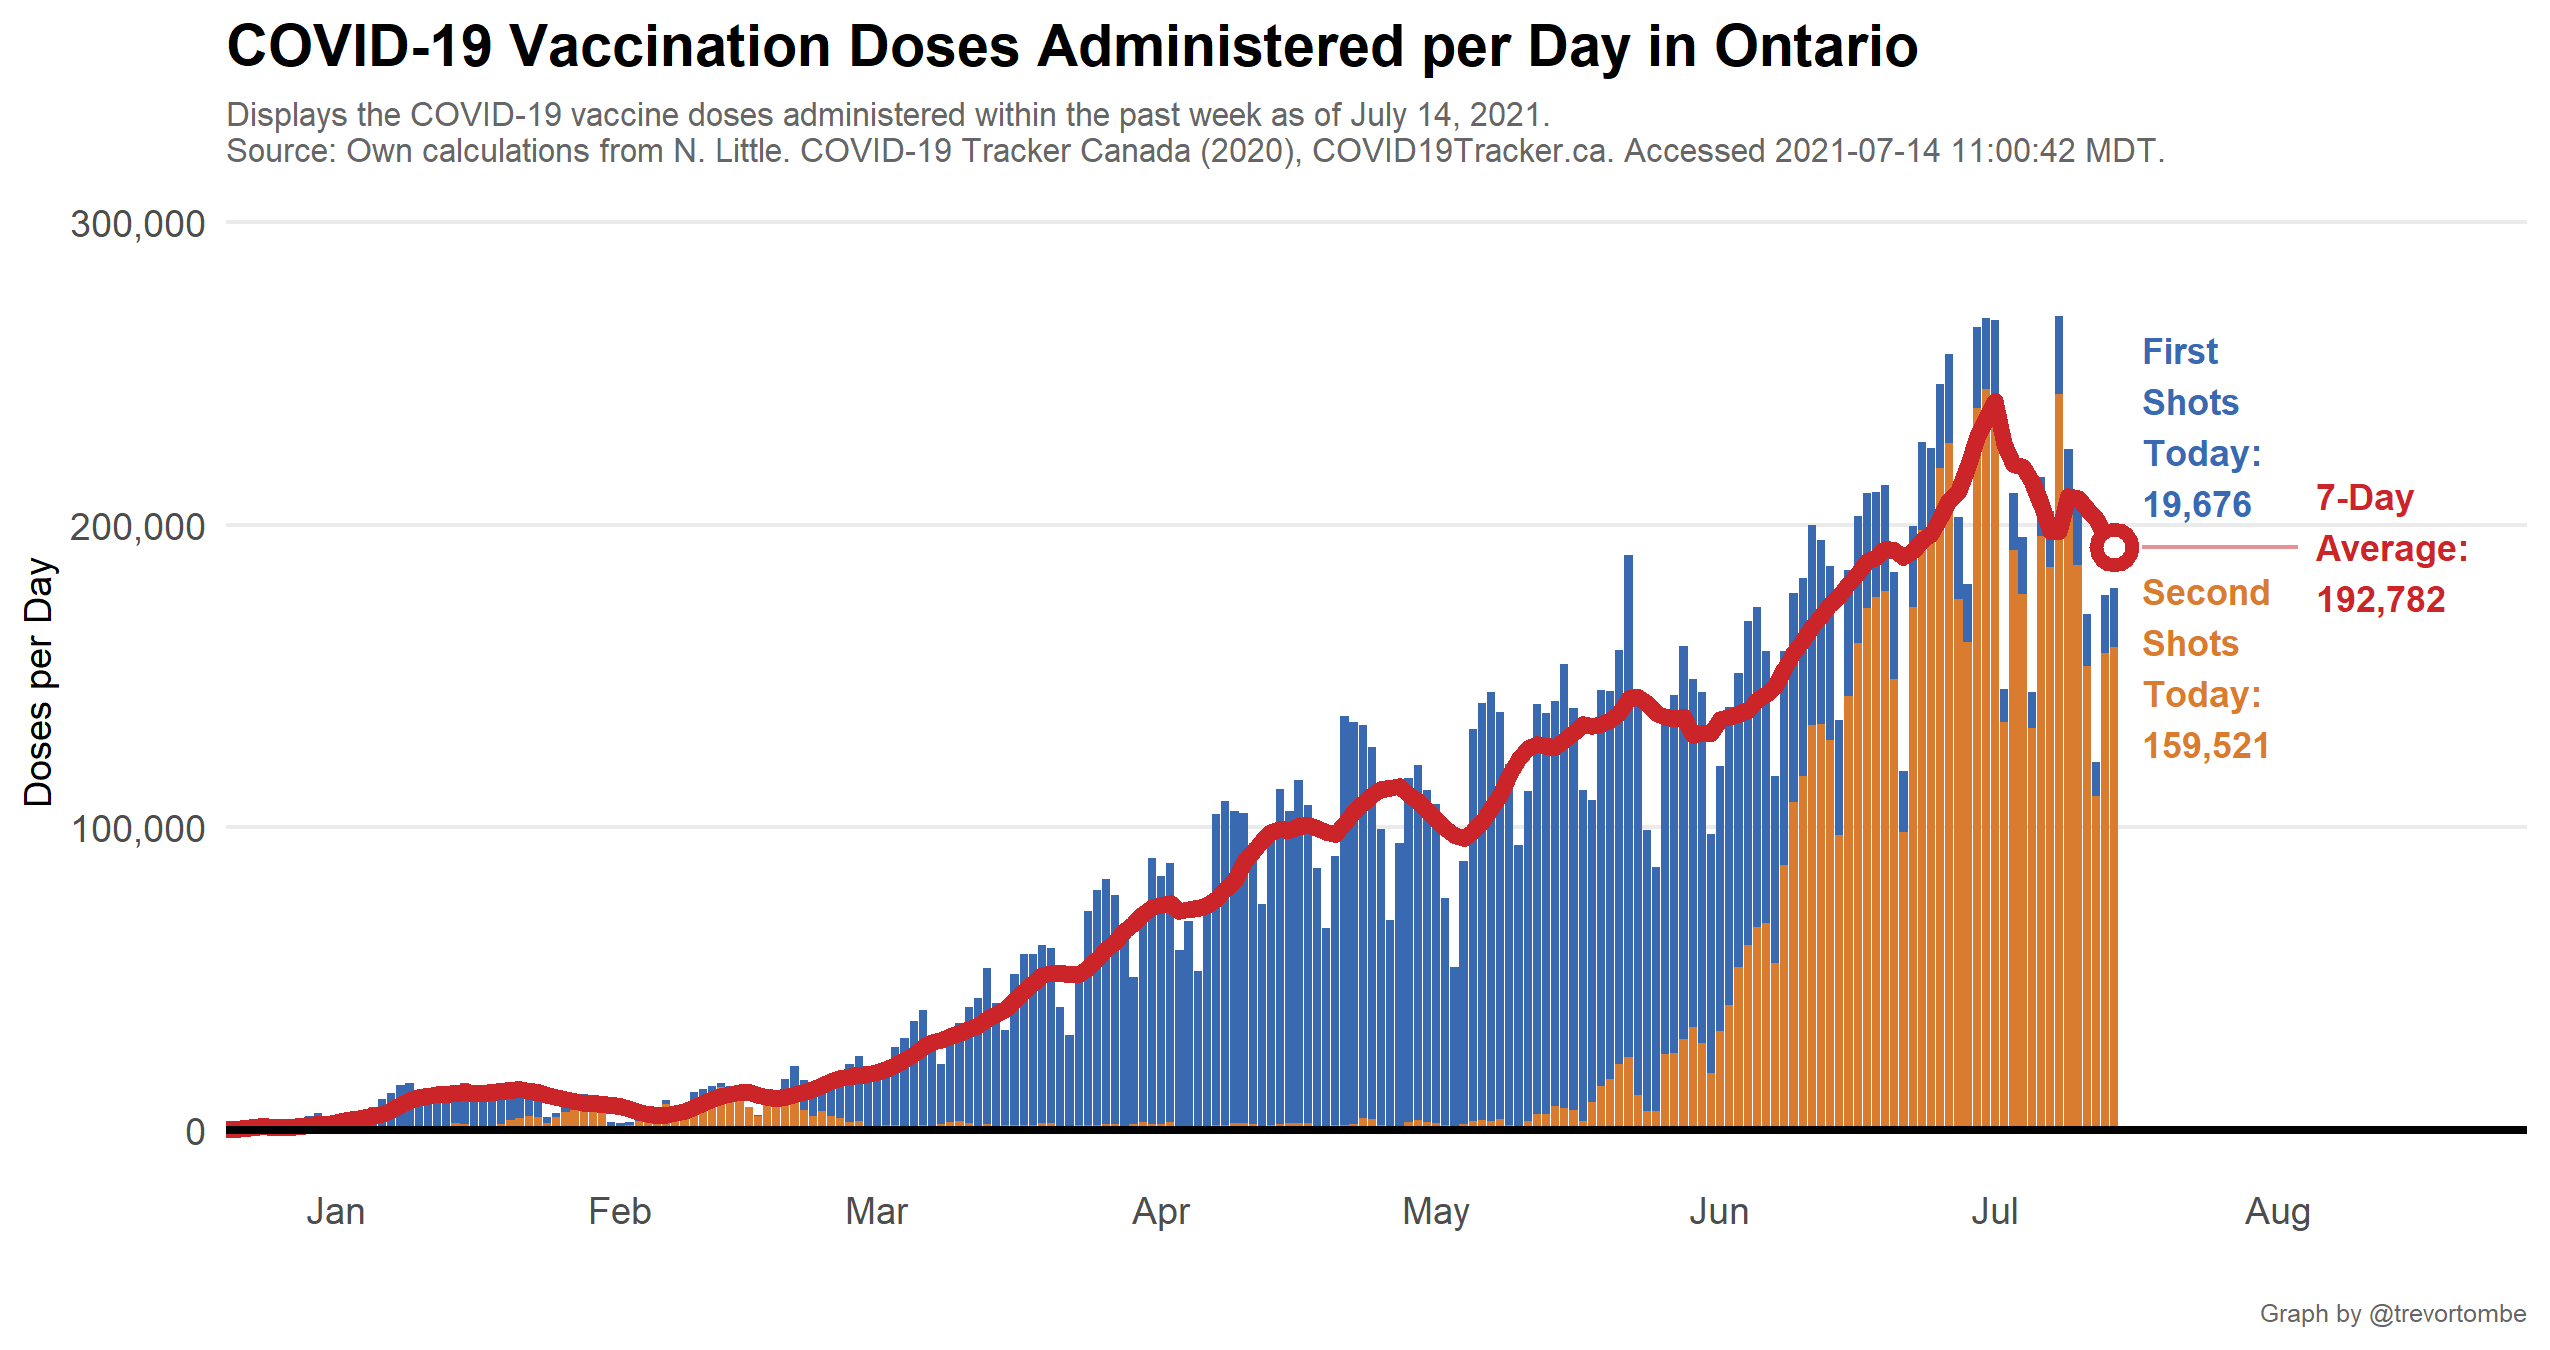 COVID-19 Vaccination Doses Administered per Day in Ontario
Displays the COVID-19 vaccine doses administered within the past week as of July 14, 2021.
Source: Own calculations from N. Little. COVID-19 Tracker Canada (2020), COVID19Tracker.ca. Accessed 2021-07-14 11:00:42 MDT.
Doses per Day
300,000
200,000
100,000
0
First
Shots
Today:
19,676
7-Day
Average:
192,782
Second
Shots
Today:
159,521
Jan
Feb
Mar
Apr
May
Jun
Jul
Aug
Graph by @trevortombe